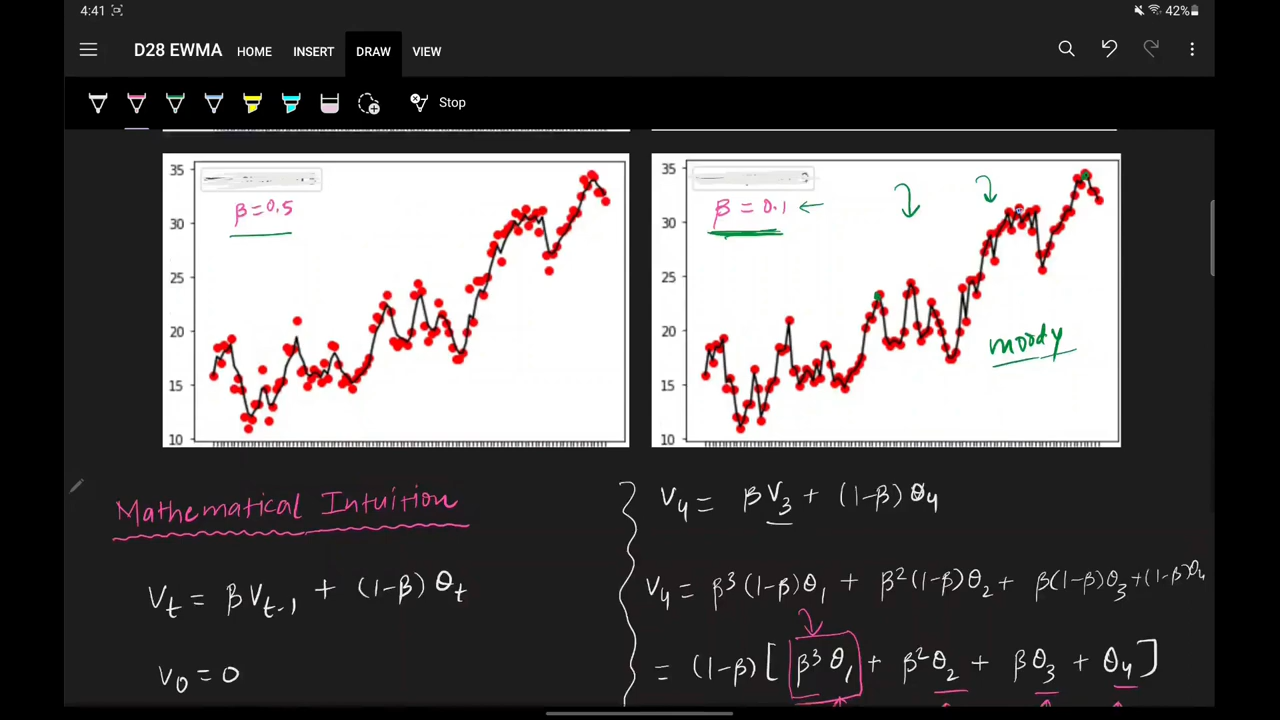 4:41 42%
D28 EWMA HOME INSERT DRAW VIEW
Stop
35
30
25
20
15
10
β=0.5
35
30
25
20
15
10
β = 0.1 ←
moody
Mathematical Intuition
V_t = βV_{t-1} + (1-β) θ_t
V_0 = 0
V_4 = βV_3 + (1-β) θ_4
V_4 = β³(1-β)θ_1 + β²(1-β)θ_2 + β(1-β)θ_3+(1-β)θ_4
= (1-β) [ β³θ_1 + β²θ_2 + βθ_3 + θ_4 ]